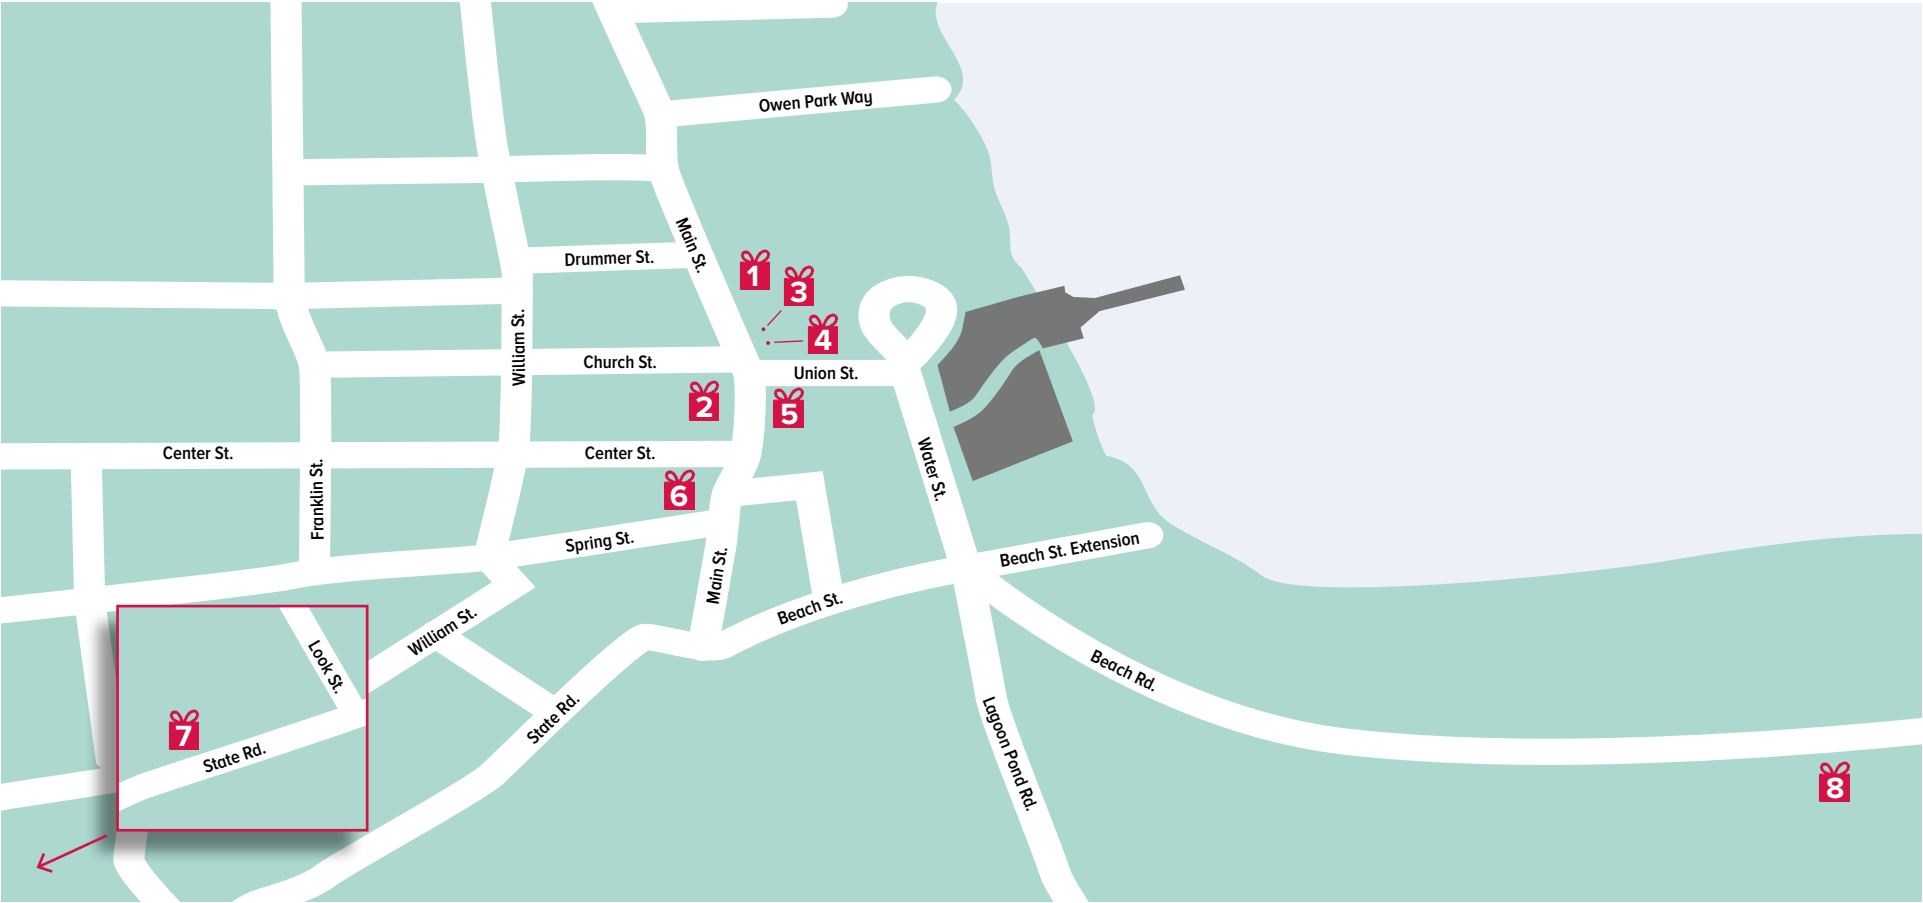 Owen Park Way
Main St.
Drummer St.
1
3
4
William St.
Church St.
Union St.
2
5
Center St.
Center St.
Franklin St.
Water St.
6
Spring St.
Main St.
Beach St. Extension
Beach St.
William St.
Look St.
Beach Rd.
7
State Rd.
State Rd.
Lagoon Pond Rd.
8